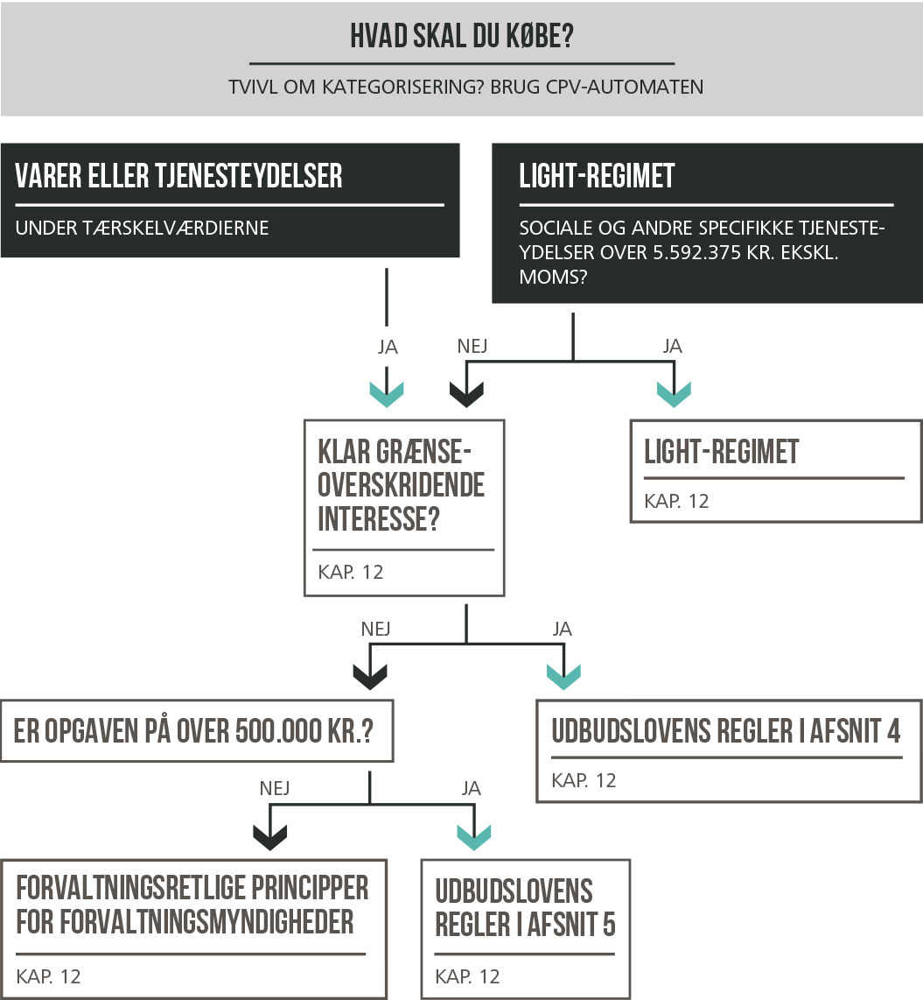 HVAD SKAL DU KØBE?
TVIVL OM KATEGORISERING? BRUG CPV-AUTOMATEN
VARER ELLER TJENESTEYDELSER
UNDER TÆRSKELVÆRDIERNE
LIGHT-REGIMET
SOCIALE OG ANDRE SPECIFIKKE TJENESTE-
YDELSER OVER 5.592.375 KR. EKSKL.
MOMS?
JA
NEJ
JA
KLAR GRÆNSE-
OVERSKRIDENDE
INTERESSE?
KAP. 12
LIGHT-REGIMET
KAP. 12
NEJ
JA
ER OPGAVEN PÅ OVER 500.000 KR.?
UDBUDSLOVENS REGLER I AFSNIT 4
KAP. 12
NEJ
JA
FORVALTNINGSRETLIGE PRINCIPPER
FOR FORVALTNINGSMYNDIGHEDER
KAP. 12
UDBUDSLOVENS
REGLER I AFSNIT 5
KAP. 12